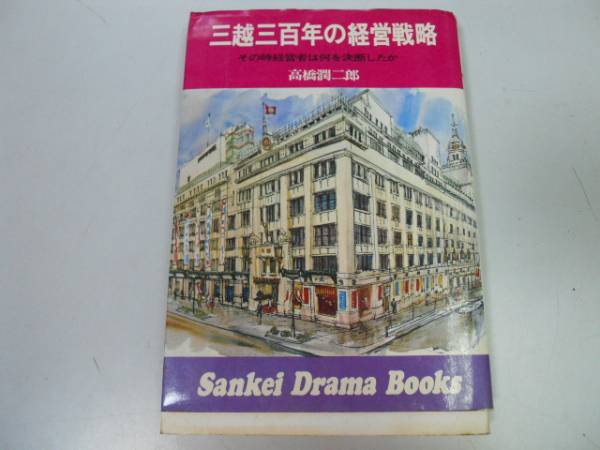 三越三百年の経営戦略
その時経営者は何を決断したか
高橋潤二郎
Sankei Drama Books